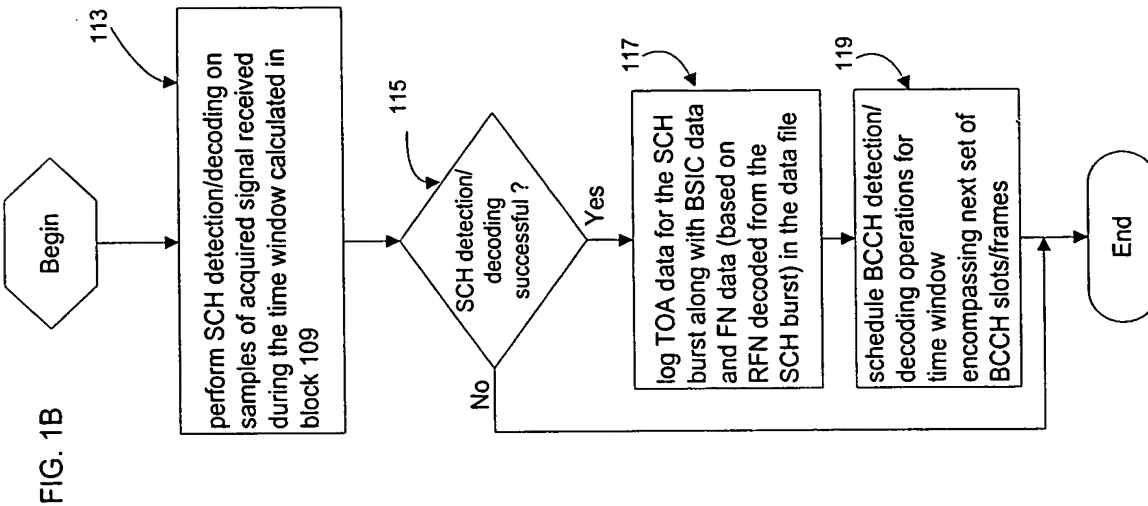 FIG. 1B
Begin
113
perform SCH detection/decoding on
samples of acquired signal received
during the time window calculated in
block 109
115
SCH detection/
decoding
successful ?
No
Yes
117
log TOA data for the SCH
burst along with BSIC data
and FN data (based on
RFN decoded from the
SCH burst) in the data file
119
schedule BCCH detection/
decoding operations for
time window
encompassing next set of
BCCH slots/frames
End